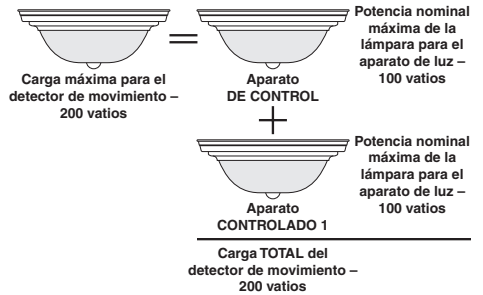 Carga máxima para el
detector de movimiento –
200 vatios
Aparato
DE CONTROL
Potencia nominal
máxima de la
lámpara para el
aparato de luz –
100 vatios
Aparato
CONTROLADO 1
Potencia nominal
máxima de la
lámpara para el
aparato de luz –
100 vatios
Carga TOTAL del
detector de movimiento –
200 vatios